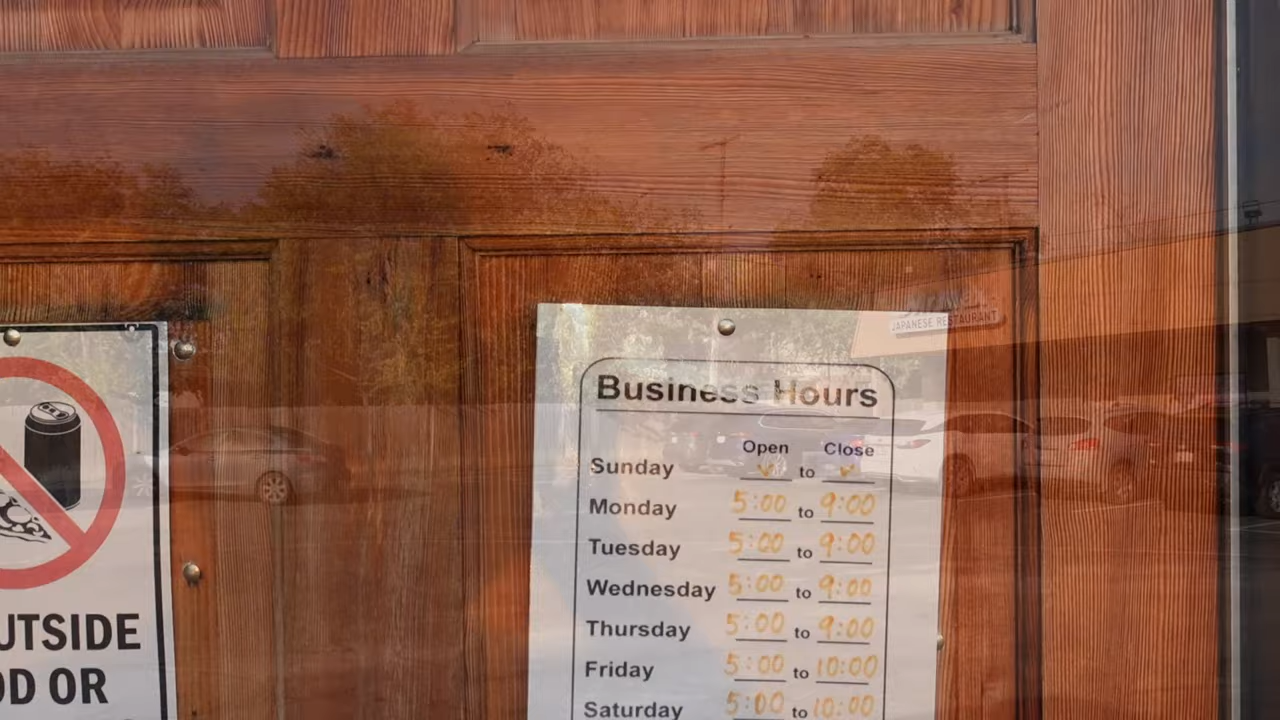 JAPANESE RESTAURANT
Business Hours
Open Close
Sunday to
Monday 5:00 to 9:00
Tuesday 5:00 to 9:00
Wednesday 5:00 to 9:00
Thursday 5:00 to 9:00
Friday 5:00 to 10:00
Saturday 5:00 to 10:00
UTSIDE
OD OR